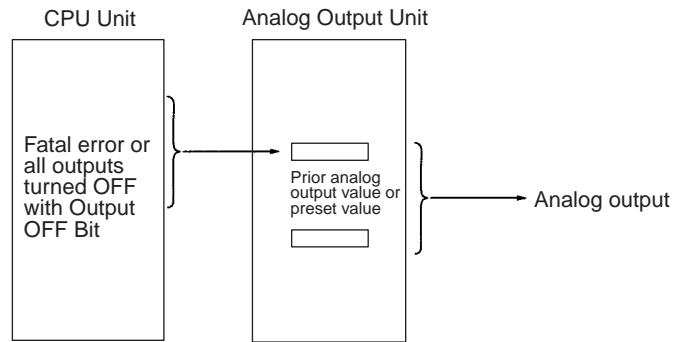 CPU Unit
Analog Output Unit
Fatal error or
all outputs
turned OFF
with Output
OFF Bit
Prior analog
output value or
preset value
Analog output